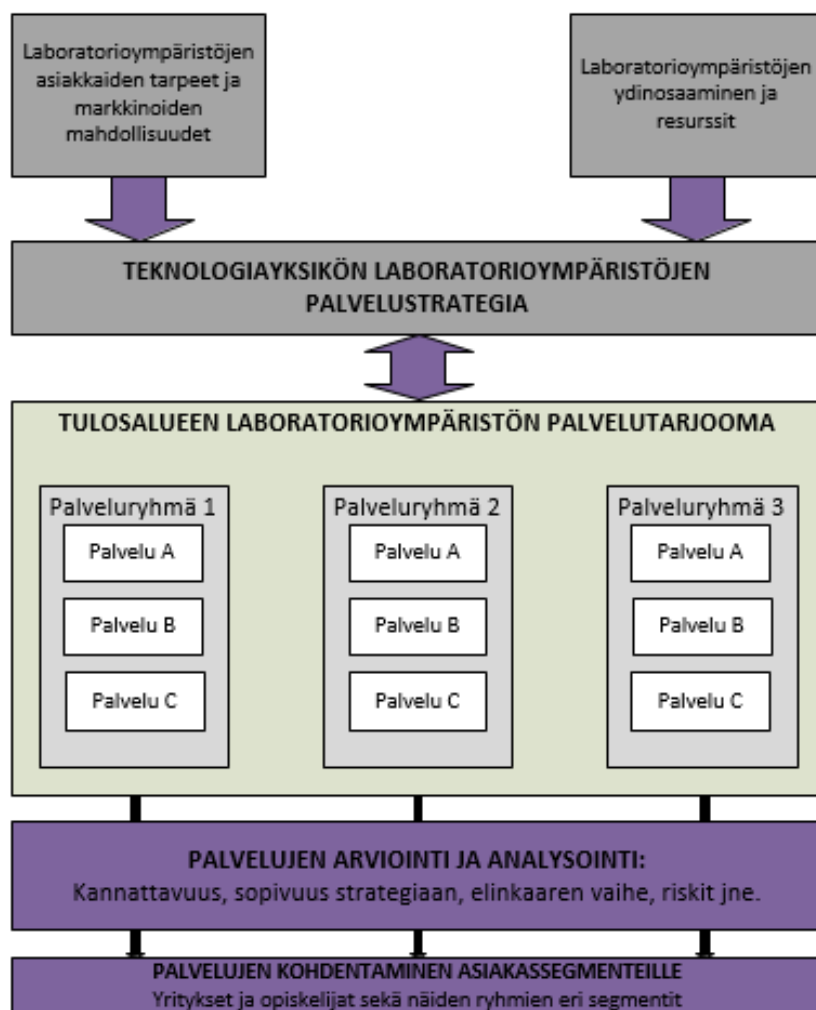 Laboratorioympäristöjen
asiakkaiden tarpeet ja
markkinoiden
mahdollisuudet
Laboratorioympäristöjen
ydinosaaminen ja
resurssit
TEKNOLOGIAYKSIKÖN LABORATORIOYMPÄRISTÖJEN
PALVELUSTRATEGIA
TULOSALUEEN LABORATORIOYMPÄRISTÖN PALVELUTARJOOMA
Palveluryhmä 1
Palvelu A
Palvelu B
Palvelu C
Palveluryhmä 2
Palvelu A
Palvelu B
Palvelu C
Palveluryhmä 3
Palvelu A
Palvelu B
Palvelu C
PALVELUJEN ARVIOINTI JA ANALYSOINTI:
Kannattavuus, sopivuus strategiaan, elinkaaren vaihe, riskit jne.
PALVELUJEN KOHDENTAMINEN ASIAKASSEGMENTEILLE
Yritykset ja opiskelijat sekä näiden ryhmien eri segmentit